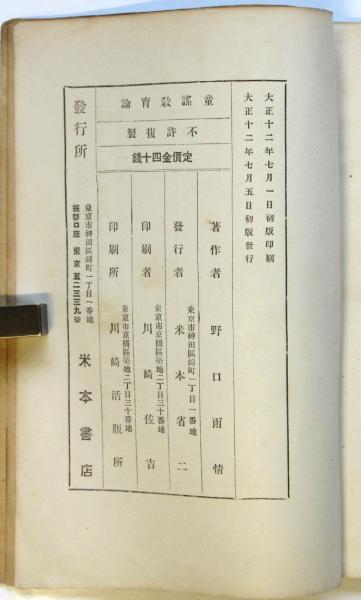 大正十二年七月一日初版印刷
大正十二年七月五日初版發行
童謠敎育論
不許複製
定價金四十錢
著作者 野口雨情
東京市神田區錦町一丁目一番地
發行者 米本省二
東京市京橋區築地二丁目三十番地
印刷者 川崎佐吉
東京市京橋區築地二丁目三十番地
印刷所 川崎活版所
發行所
東京市神田區錦町一丁目一番地
振替口座 東京 五二三三九番
米本書店